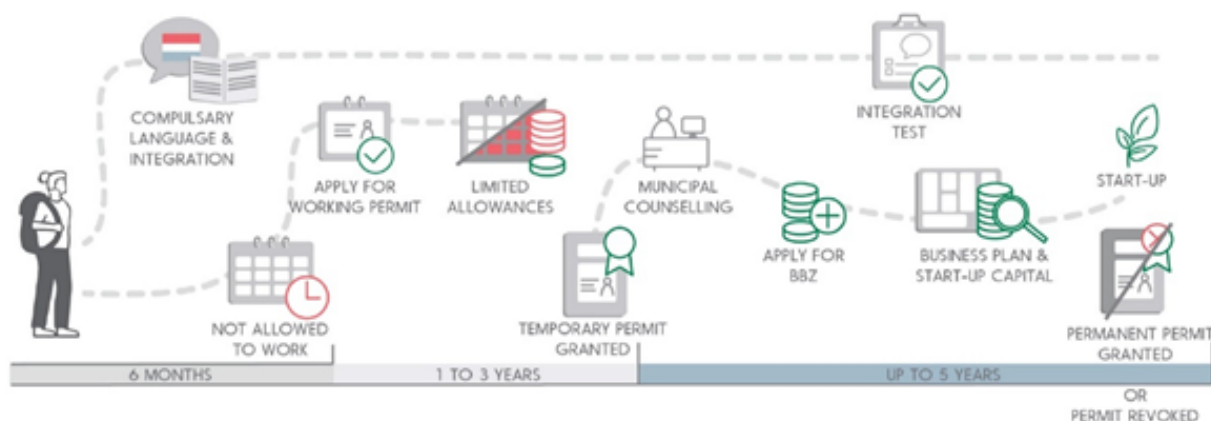 COMPULSARY
LANGUAGE &
INTEGRATION
APPLY FOR
WORKING PERMIT
LIMITED
ALLOWANCES
MUNICIPAL
COUNSELLING
INTEGRATION
TEST
START-UP
NOT ALLOWED
TO WORK
TEMPORARY PERMIT
GRANTED
APPLY FOR
BBZ
BUSINESS PLAN &
START-UP CAPITAL
PERMANENT PERMIT
GRANTED
6 MONTHS
1 TO 3 YEARS
UP TO 5 YEARS
OR
PERMIT REVOKED